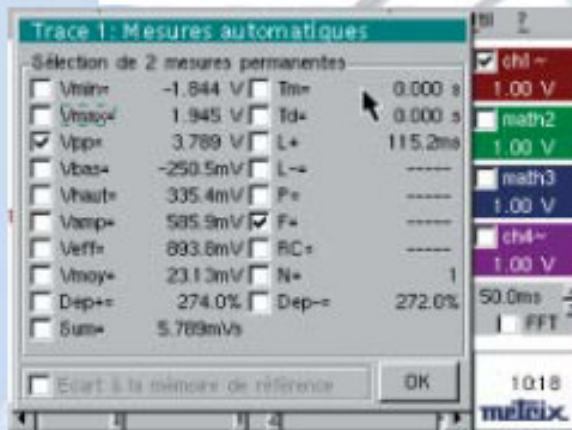 Trace 1: Mesures automatiques
Sélection de 2 mesures permanentes
Vmin= -1.844 V Tm= 0.000 s
Vmax= 1.945 V Td= 0.000 s
Vpp= 3.789 V L+ 115.2ms
Vbas= -250.5mV L-= -----
Vhaut= 335.4mV P= -----
Vamp= 585.9mV F= -----
Veff= 893.8mV RC= -----
Vmoy= 23.13mV N= 1
Dep+= 274.0% Dep-= 272.0%
Sum= 5.789mVs
Ecart à la mémoire de référence
OK
?
ch1 ~
1.00 V
math2
1.00 V
math3
1.00 V
ch4~
1.00 V
50.0ms
FFT
10:18
metrix